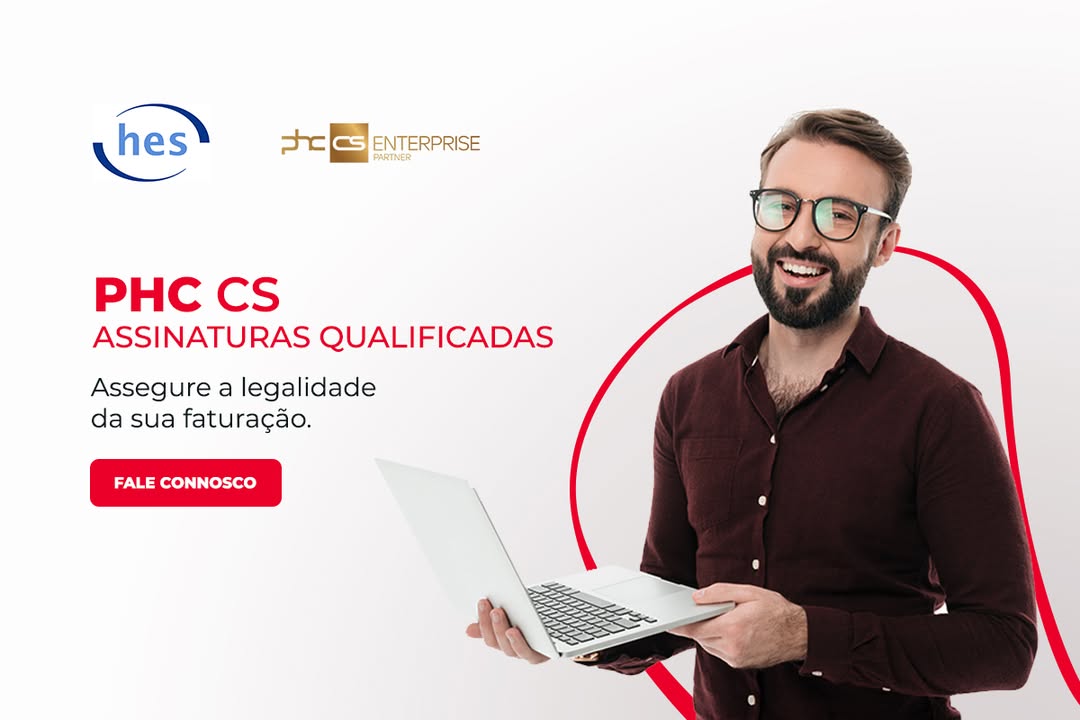 hes
phc CS ENTERPRISE
PARTNER
PHC CS
ASSINATURAS QUALIFICADAS
Assegure a legalidade
da sua faturação.
FALE CONNOSCO